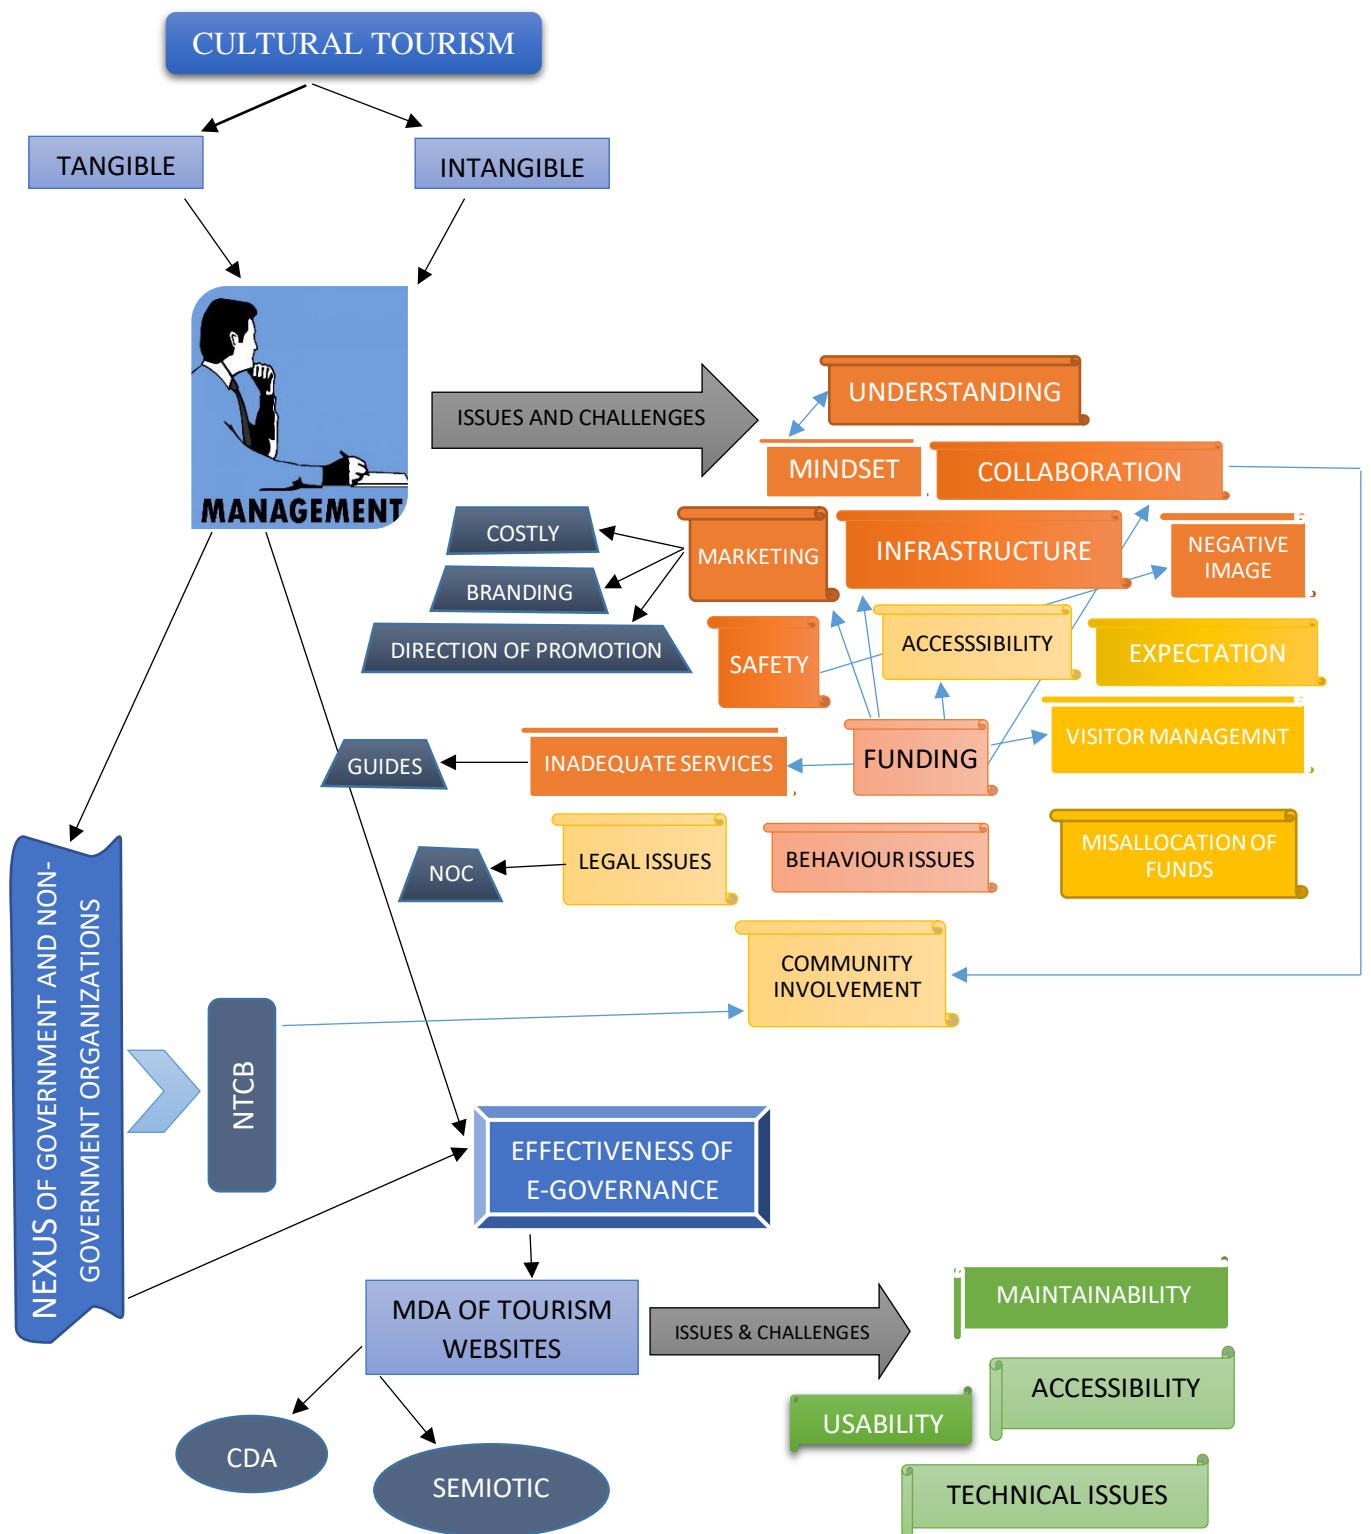 CULTURAL TOURISM
TANGIBLE
INTANGIBLE
MANAGEMENT
ISSUES AND CHALLENGES
UNDERSTANDING
MINDSET
COLLABORATION
COSTLY
BRANDING
DIRECTION OF PROMOTION
MARKETING
INFRASTRUCTURE
NEGATIVE
IMAGE
SAFETY
ACCESSSIBILITY
EXPECTATION
GUIDES
INADEQUATE SERVICES
FUNDING
VISITOR MANAGEMNT
NOC
LEGAL ISSUES
BEHAVIOUR ISSUES
MISALLOCATION OF
FUNDS
COMMUNITY
INVOLVEMENT
NEXUS OF GOVERNMENT AND NON-
GOVERNMENT ORGANIZATIONS
NTCB
EFFECTIVENESS OF
E-GOVERNANCE
MDA OF TOURISM
WEBSITES
ISSUES & CHALLENGES
MAINTAINABILITY
ACCESSIBILITY
USABILITY
TECHNICAL ISSUES
CDA
SEMIOTIC